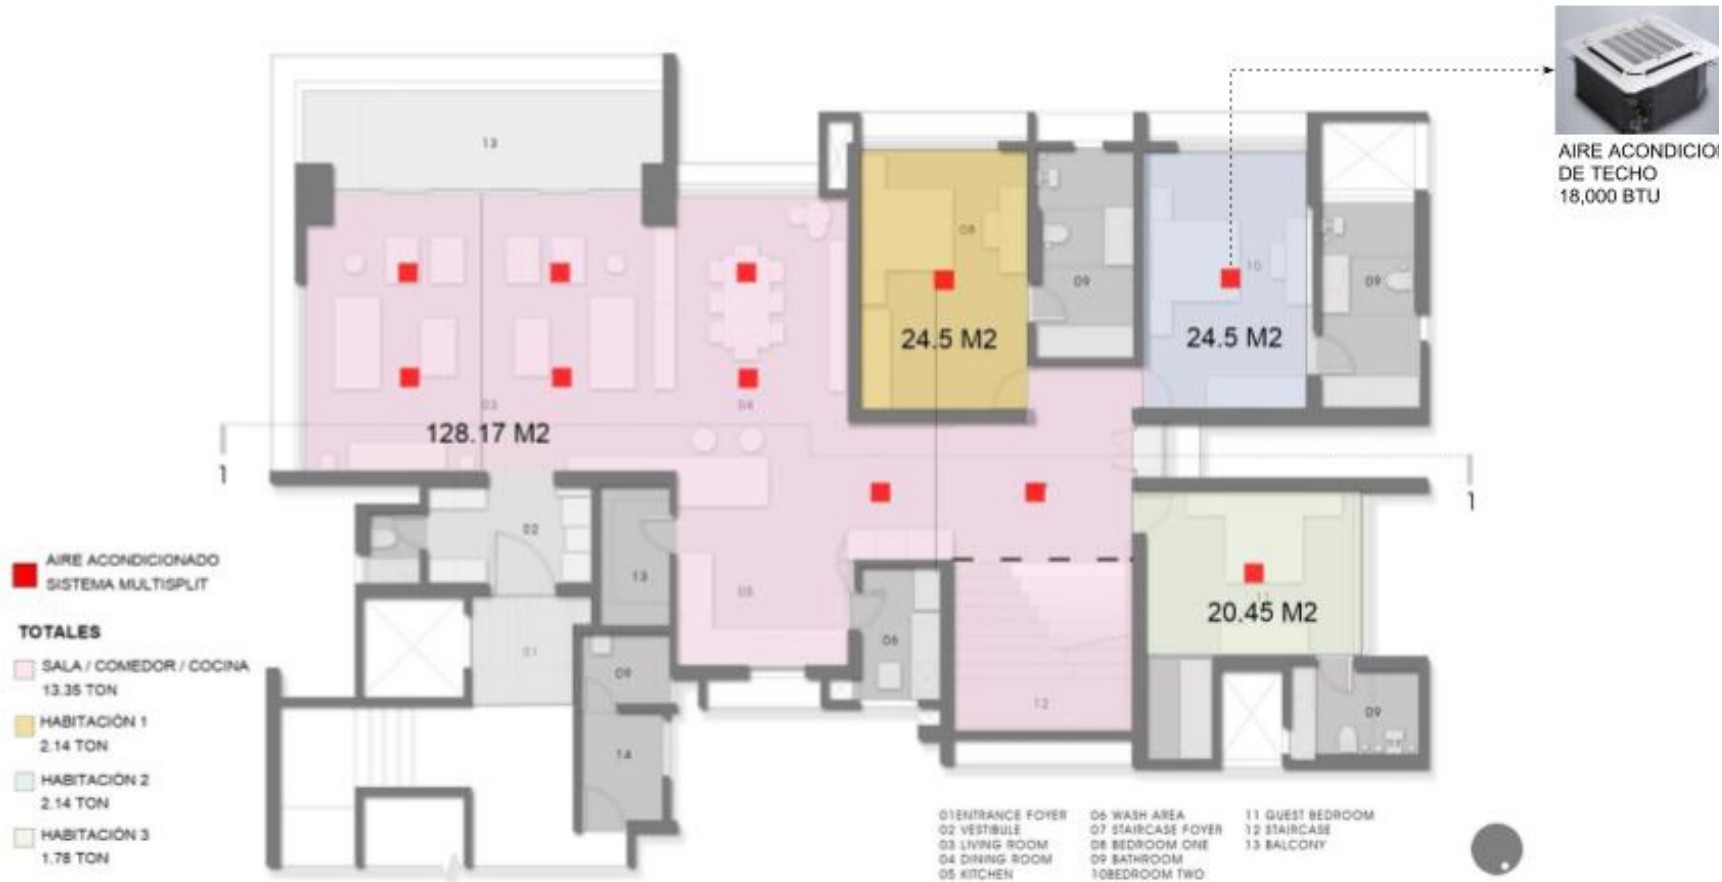 AIRE ACONDICION
DE TECHO
18,000 BTU
13
08
09
10
09
24.5 M2
24.5 M2
03
04
128.17 M2
1
1
02
13
05
06
11
20.45 M2
01
09
14
12
09
AIRE ACONDICIONADO
SISTEMA MULTISPLIT
TOTALES
SALA / COMEDOR / COCINA
13.35 TON
HABITACIÓN 1
2.14 TON
HABITACIÓN 2
2.14 TON
HABITACIÓN 3
1.78 TON
01ENTRANCE FOYER
02 VESTIBULE
03 LIVING ROOM
04 DINING ROOM
05 KITCHEN
06 WASH AREA
07 STAIRCASE FOYER
08 BEDROOM ONE
09 BATHROOM
10BEDROOM TWO
11 GUEST BEDROOM
12 STAIRCASE
13 BALCONY